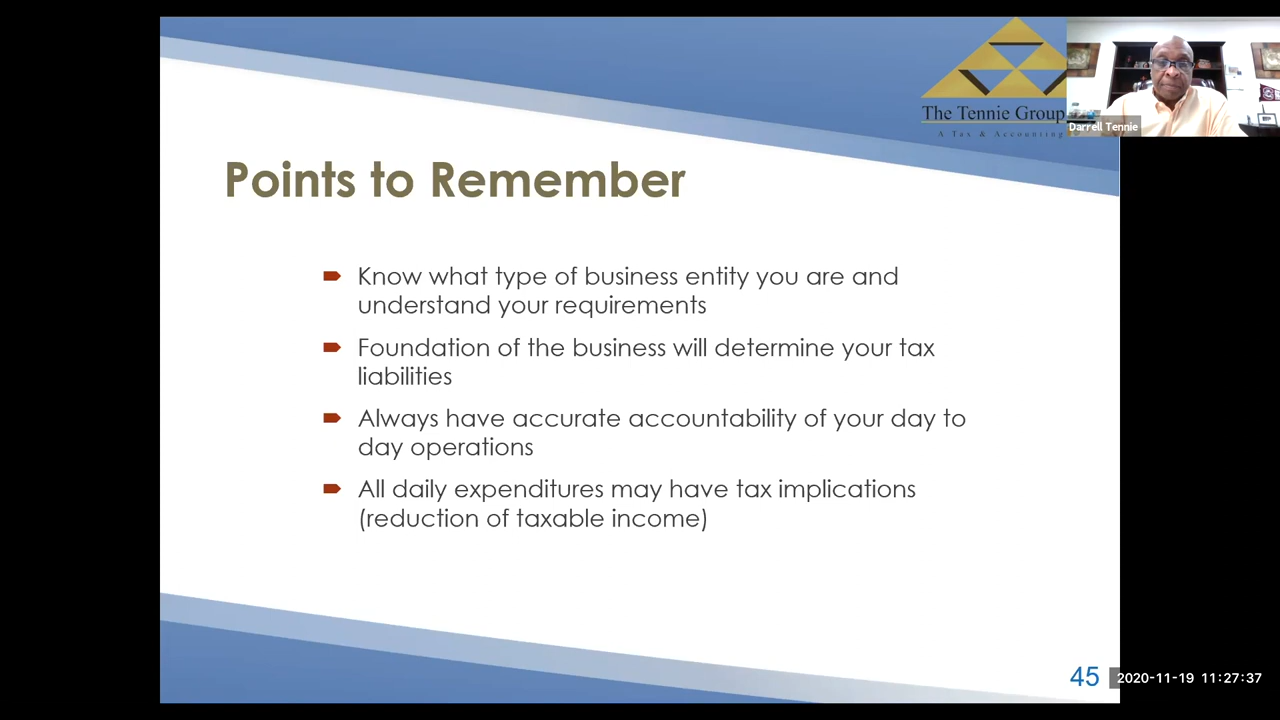 The Tennie Group
A Tax & Accounting
Darrell Tennie
Points to Remember
Know what type of business entity you are and
understand your requirements
Foundation of the business will determine your tax
liabilities
Always have accurate accountability of your day to
day operations
All daily expenditures may have tax implications
(reduction of taxable income)
45
2020-11-19 11:27:37